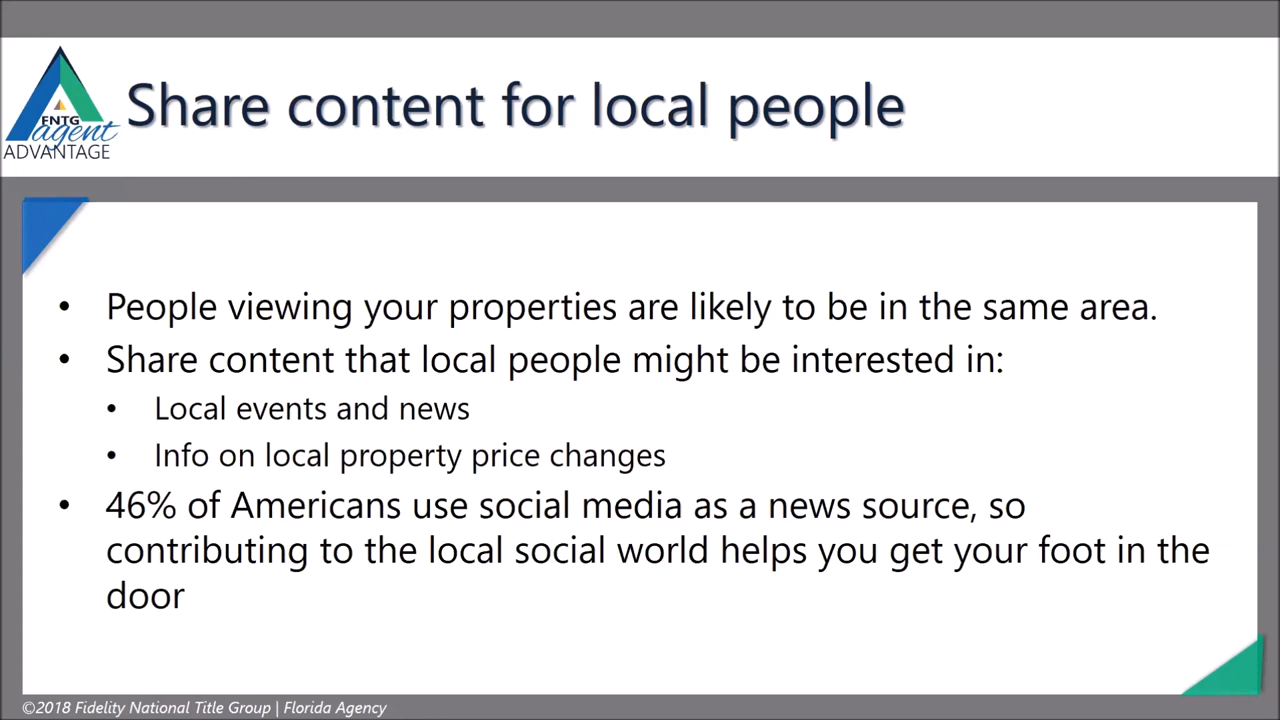 Share content for local people
FNTG
agent
ADVANTAGE
• People viewing your properties are likely to be in the same area.
• Share content that local people might be interested in:
• Local events and news
• Info on local property price changes
• 46% of Americans use social media as a news source, so
contributing to the local social world helps you get your foot in the
door
©2018 Fidelity National Title Group | Florida Agency